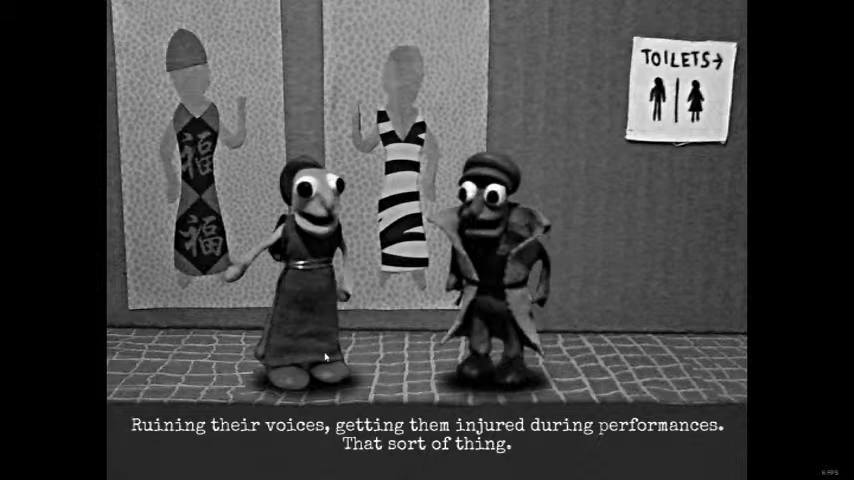 TOILETS→
福
福
Ruining their voices, getting them injured during performances.
That sort of thing.